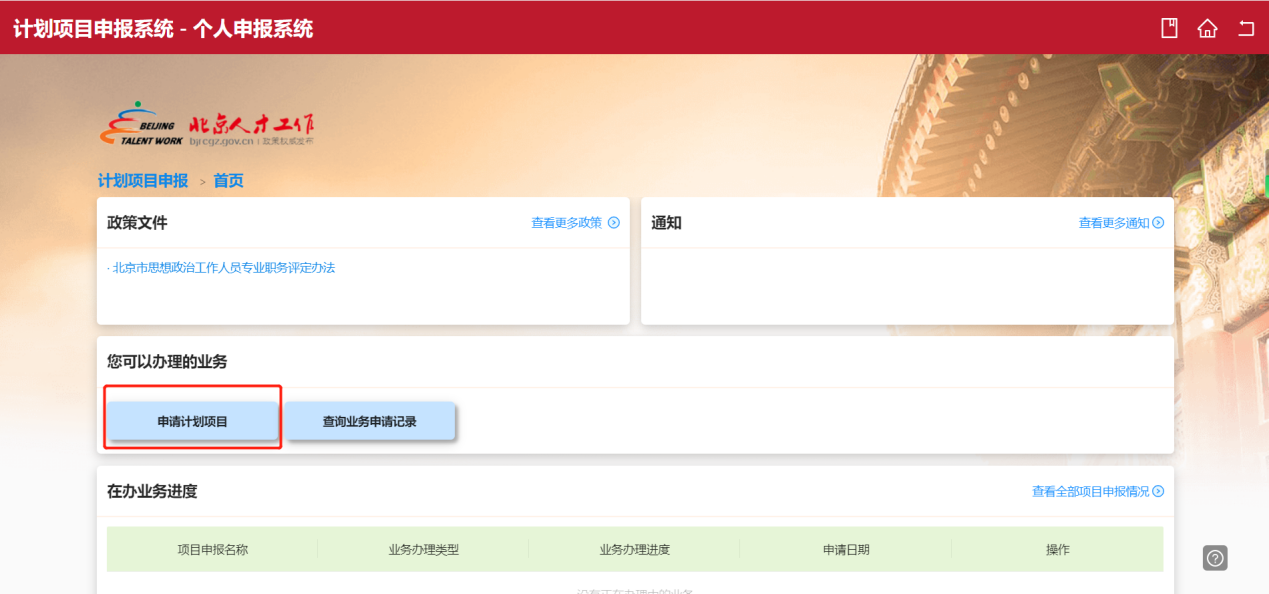 计划项目申报系统 - 个人申报系统
BEIJING
TALENT WORK
北京人才工作
bjrcgz.gov.cn | 政策权威发布
计划项目申报 > 首页
政策文件
查看更多政策
· 北京市思想政治工作人员专业职务评定办法
通知
查看更多通知
您可以办理的业务
申请计划项目
查询业务申请记录
在办业务进度
查看全部项目申报情况
项目申报名称 业务办理类型 业务办理进度 申请日期 操作